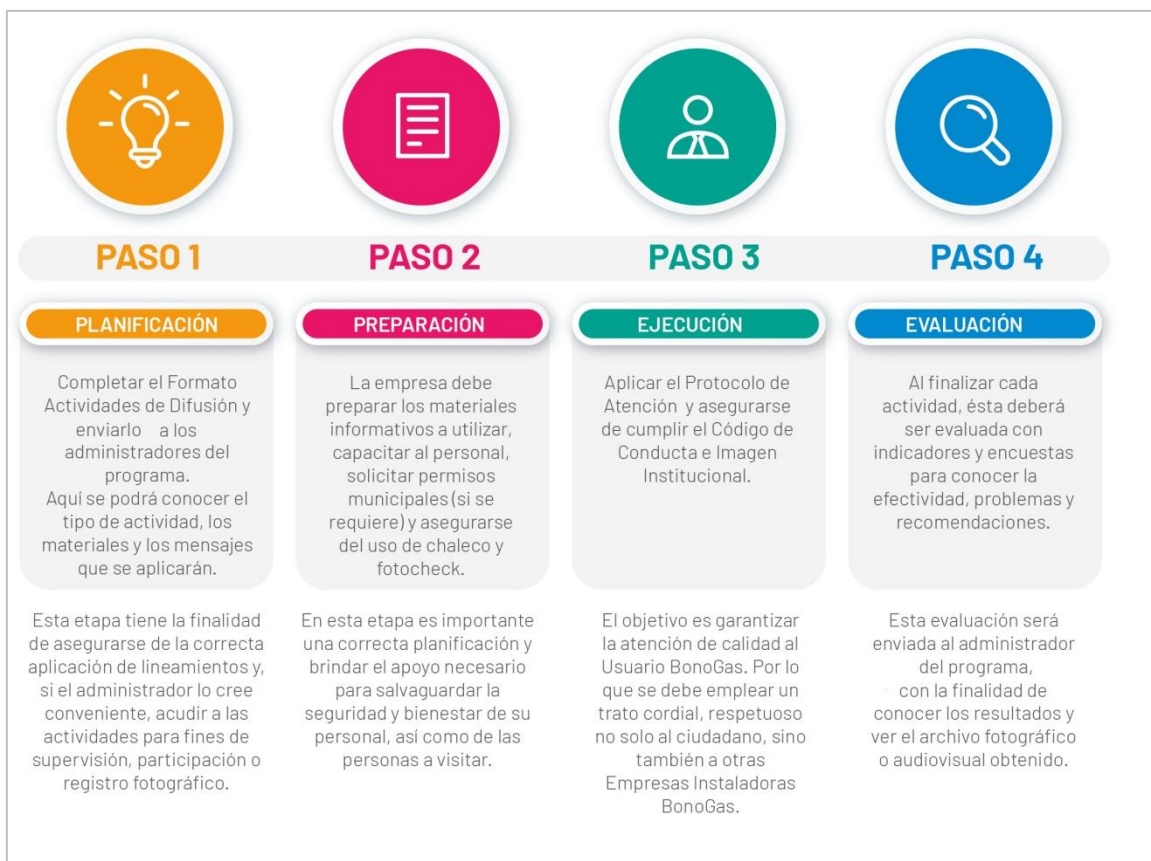 PASO 1
PASO 2
PASO 3
PASO 4
PLANIFICACIÓN
Completar el Formato
Actividades de Difusión y
enviarlo a los
administradores del
programa.
Aquí se podrá conocer el
tipo de actividad, los
materiales y los mensajes
que se aplicarán.
Esta etapa tiene la finalidad
de asegurarse de la correcta
aplicación de lineamientos y,
si el administrador lo cree
conveniente, acudir a las
actividades para fines de
supervisión, participación o
registro fotográfico.
PREPARACIÓN
La empresa debe
preparar los materiales
informativos a utilizar,
capacitar al personal,
solicitar permisos
municipales (si se
requiere) y asegurarse
del uso de chaleco y
fotocheck.
En esta etapa es importante
una correcta planificación y
brindar el apoyo necesario
para salvaguardar la
seguridad y bienestar de su
personal, así como de las
personas a visitar.
EJECUCIÓN
Aplicar el Protocolo de
Atención y asegurarse
de cumplir el Código de
Conducta e Imagen
Institucional.
El objetivo es garantizar
la atención de calidad al
Usuario BonoGas. Por lo
que se debe emplear un
trato cordial, respetuoso
no solo al ciudadano, sino
también a otras
Empresas Instaladoras
BonoGas.
EVALUACIÓN
Al finalizar cada
actividad, ésta deberá
ser evaluada con
indicadores y encuestas
para conocer la
efectividad, problemas y
recomendaciones.
Esta evaluación será
enviada al administrador
del programa,
con la finalidad de
conocer los resultados y
ver el archivo fotográfico
o audiovisual obtenido.